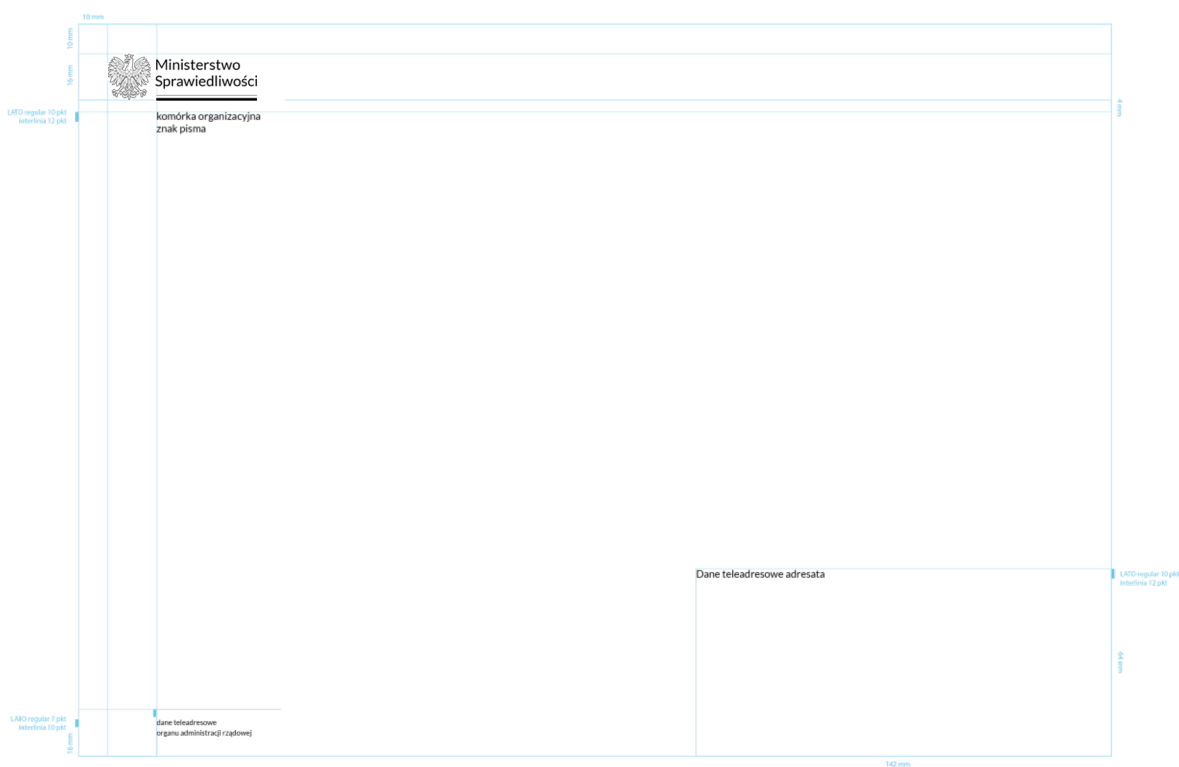 10 mm
10 mm
16 mm
Ministerstwo
Sprawiedliwości
LATO regular 10 pkt
interlinia 12 pkt
4 mm
komórka organizacyjna
znak pisma
Dane teleadresowe adresata
LATO regular 10 pkt
interlinia 12 pkt
64 mm
LATO regular 7 pkt
interlinia 10 pkt
dane teleadresowe
organu administracji rządowej
16 mm
142 mm